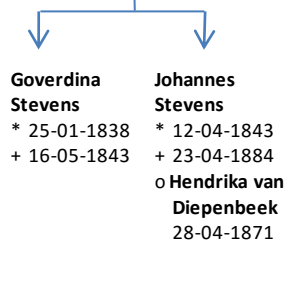 Goverdina
Stevens
* 25-01-1838
+ 16-05-1843
Johannes
Stevens
* 12-04-1843
+ 23-04-1884
o Hendrika van
Diepenbeek
28-04-1871